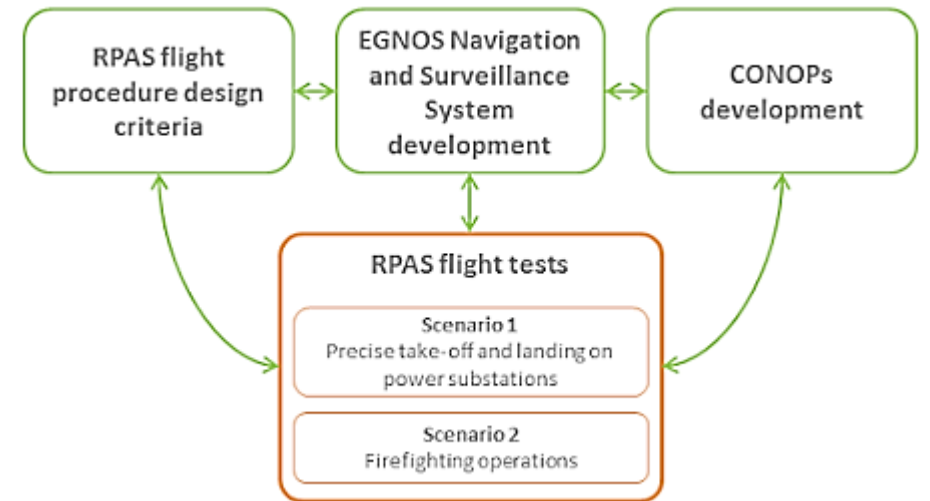 RPAS flight
procedure design
criteria
EGNOS Navigation
and Surveillance
System
development
CONOPs
development
RPAS flight tests
Scenario 1
Precise take-off and landing on
power substations
Scenario 2
Firefighting operations